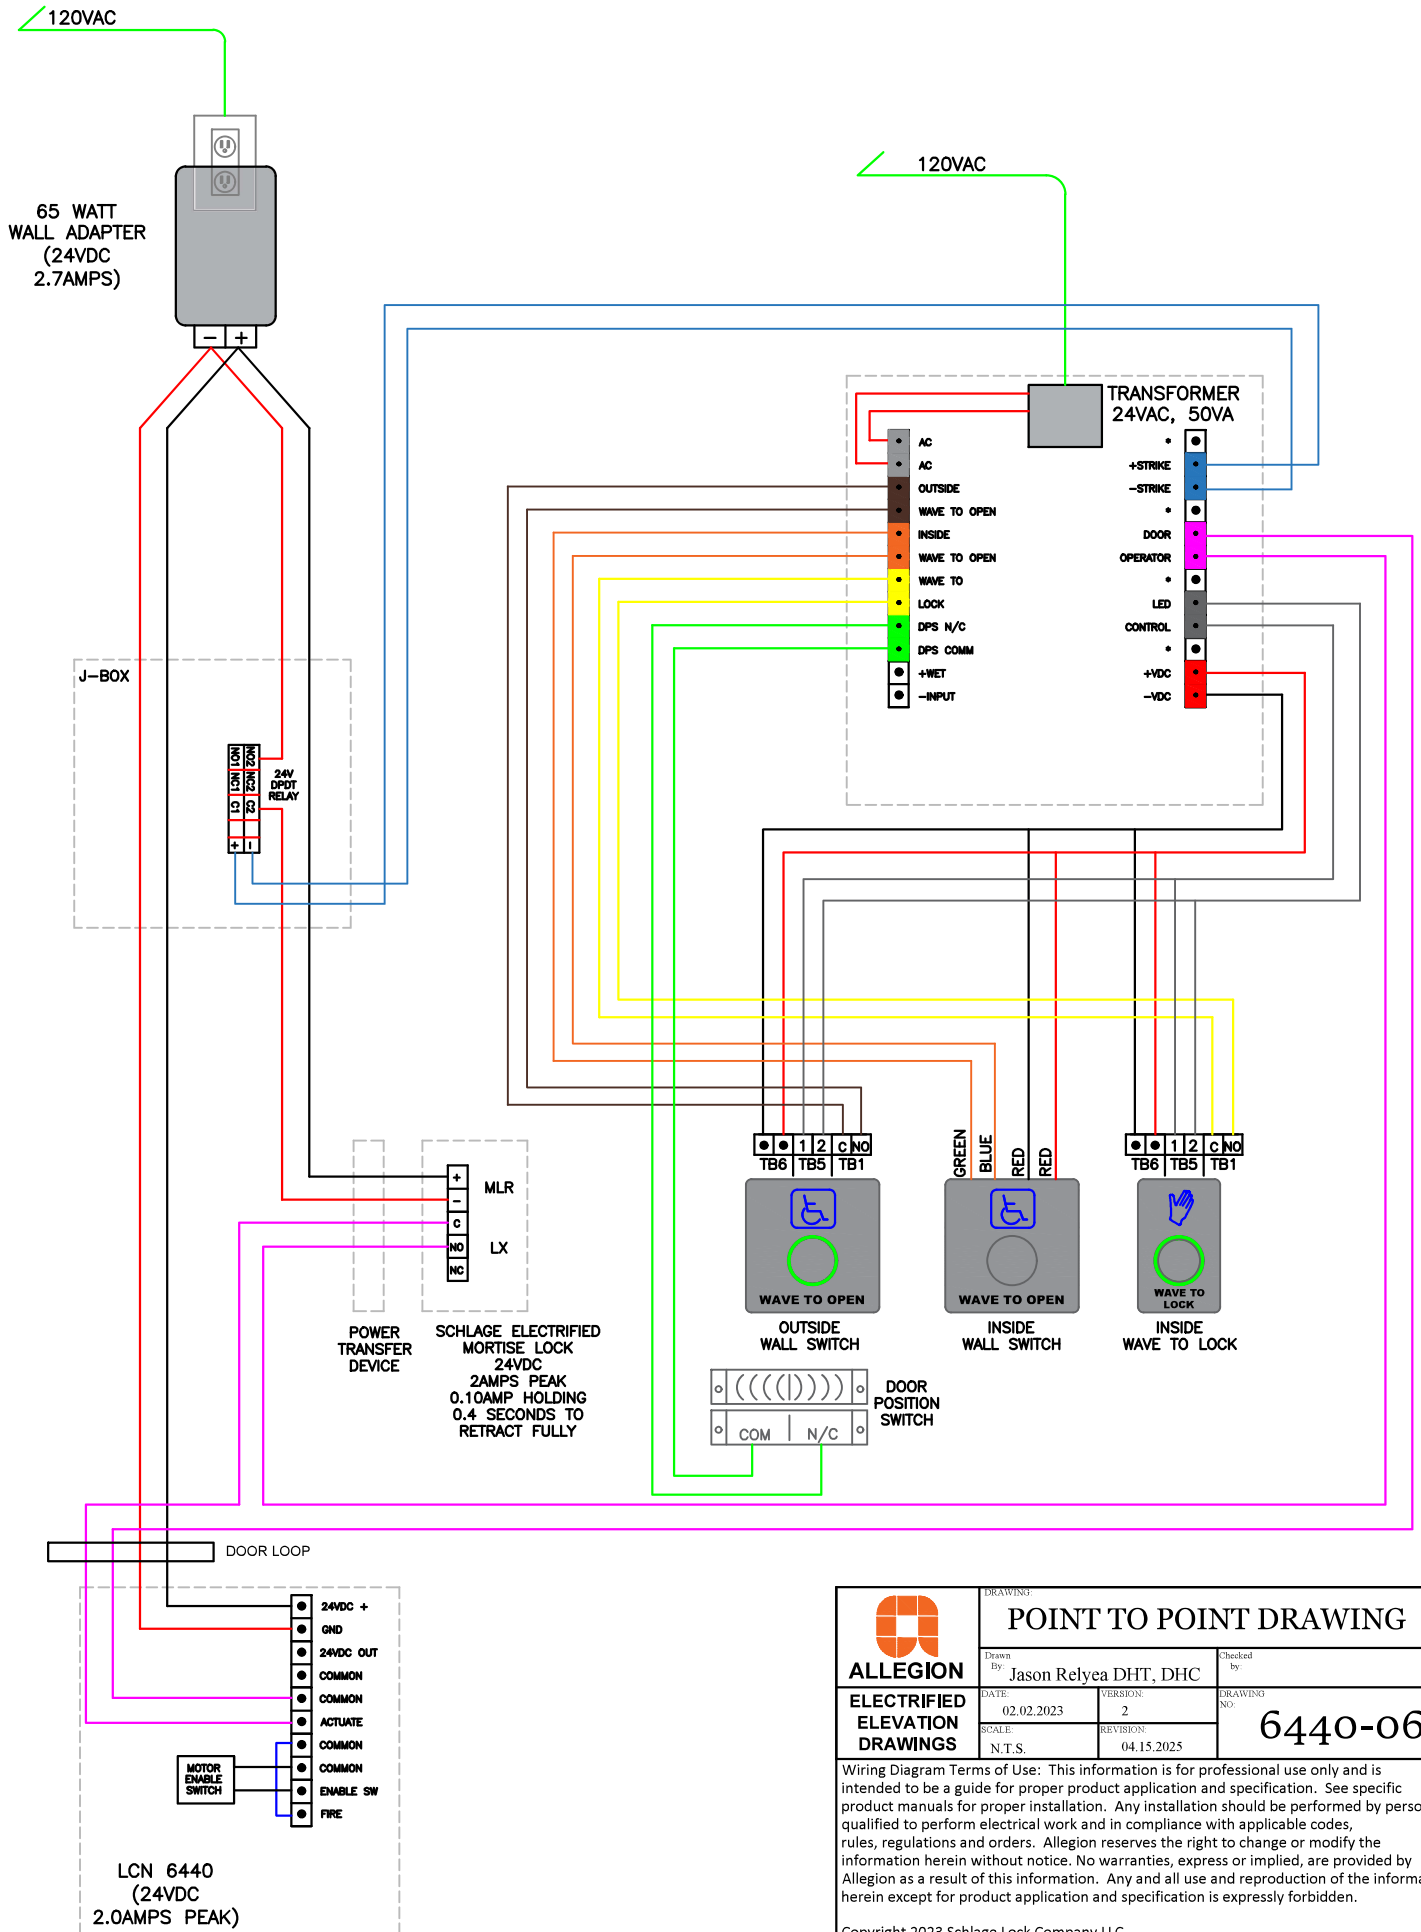 120VAC
65 WATT
WALL ADAPTER
(24VDC
2.7AMPS)
- +
120VAC
TRANSFORMER
24VAC, 50VA
AC
AC
OUTSIDE
WAVE TO OPEN
INSIDE
WAVE TO OPEN
WAVE TO
LOCK
DPS N/C
DPS COMM
+WET
-INPUT
*
+STRIKE
-STRIKE
*
DOOR
OPERATOR
*
LED
CONTROL
*
+VDC
-VDC
J-BOX
NO1 NO2
NC1 NC2
C1 C2
+ -
24V
DPDT
RELAY
+
-
C
NO
NC
MLR
LX
POWER
TRANSFER
DEVICE
SCHLAGE ELECTRIFIED
MORTISE LOCK
24VDC
2AMPS PEAK
0.10AMP HOLDING
0.4 SECONDS TO
RETRACT FULLY
1 2 C NO
TB6 TB5 TB1
WAVE TO OPEN
OUTSIDE
WALL SWITCH
GREEN
BLUE
RED
RED
WAVE TO OPEN
INSIDE
WALL SWITCH
1 2 C NO
TB6 TB5 TB1
WAVE TO
LOCK
INSIDE
WAVE TO LOCK
COM N/C
DOOR
POSITION
SWITCH
DOOR LOOP
24VDC +
GND
24VDC OUT
COMMON
COMMON
ACTUATE
COMMON
COMMON
ENABLE SW
FIRE
MOTOR
ENABLE
SWITCH
LCN 6440
(24VDC
2.0AMPS PEAK)
ALLEGION
ELECTRIFIED
ELEVATION
DRAWINGS
DRAWING:
POINT TO POINT DRAWING
Drawn
By: Jason Relyea DHT, DHC
Checked
by:
DATE:
02.02.2023
VERSION:
2
DRAWING
NO:
6440-06
SCALE:
N.T.S.
REVISION:
04.15.2025
Wiring Diagram Terms of Use: This information is for professional use only and is
intended to be a guide for proper product application and specification. See specific
product manuals for proper installation. Any installation should be performed by perso
qualified to perform electrical work and in compliance with applicable codes,
rules, regulations and orders. Allegion reserves the right to change or modify the
information herein without notice. No warranties, express or implied, are provided by
Allegion as a result of this information. Any and all use and reproduction of the informa
herein except for product application and specification is expressly forbidden.
Copyright 2023 Schlage Lock Company LLC